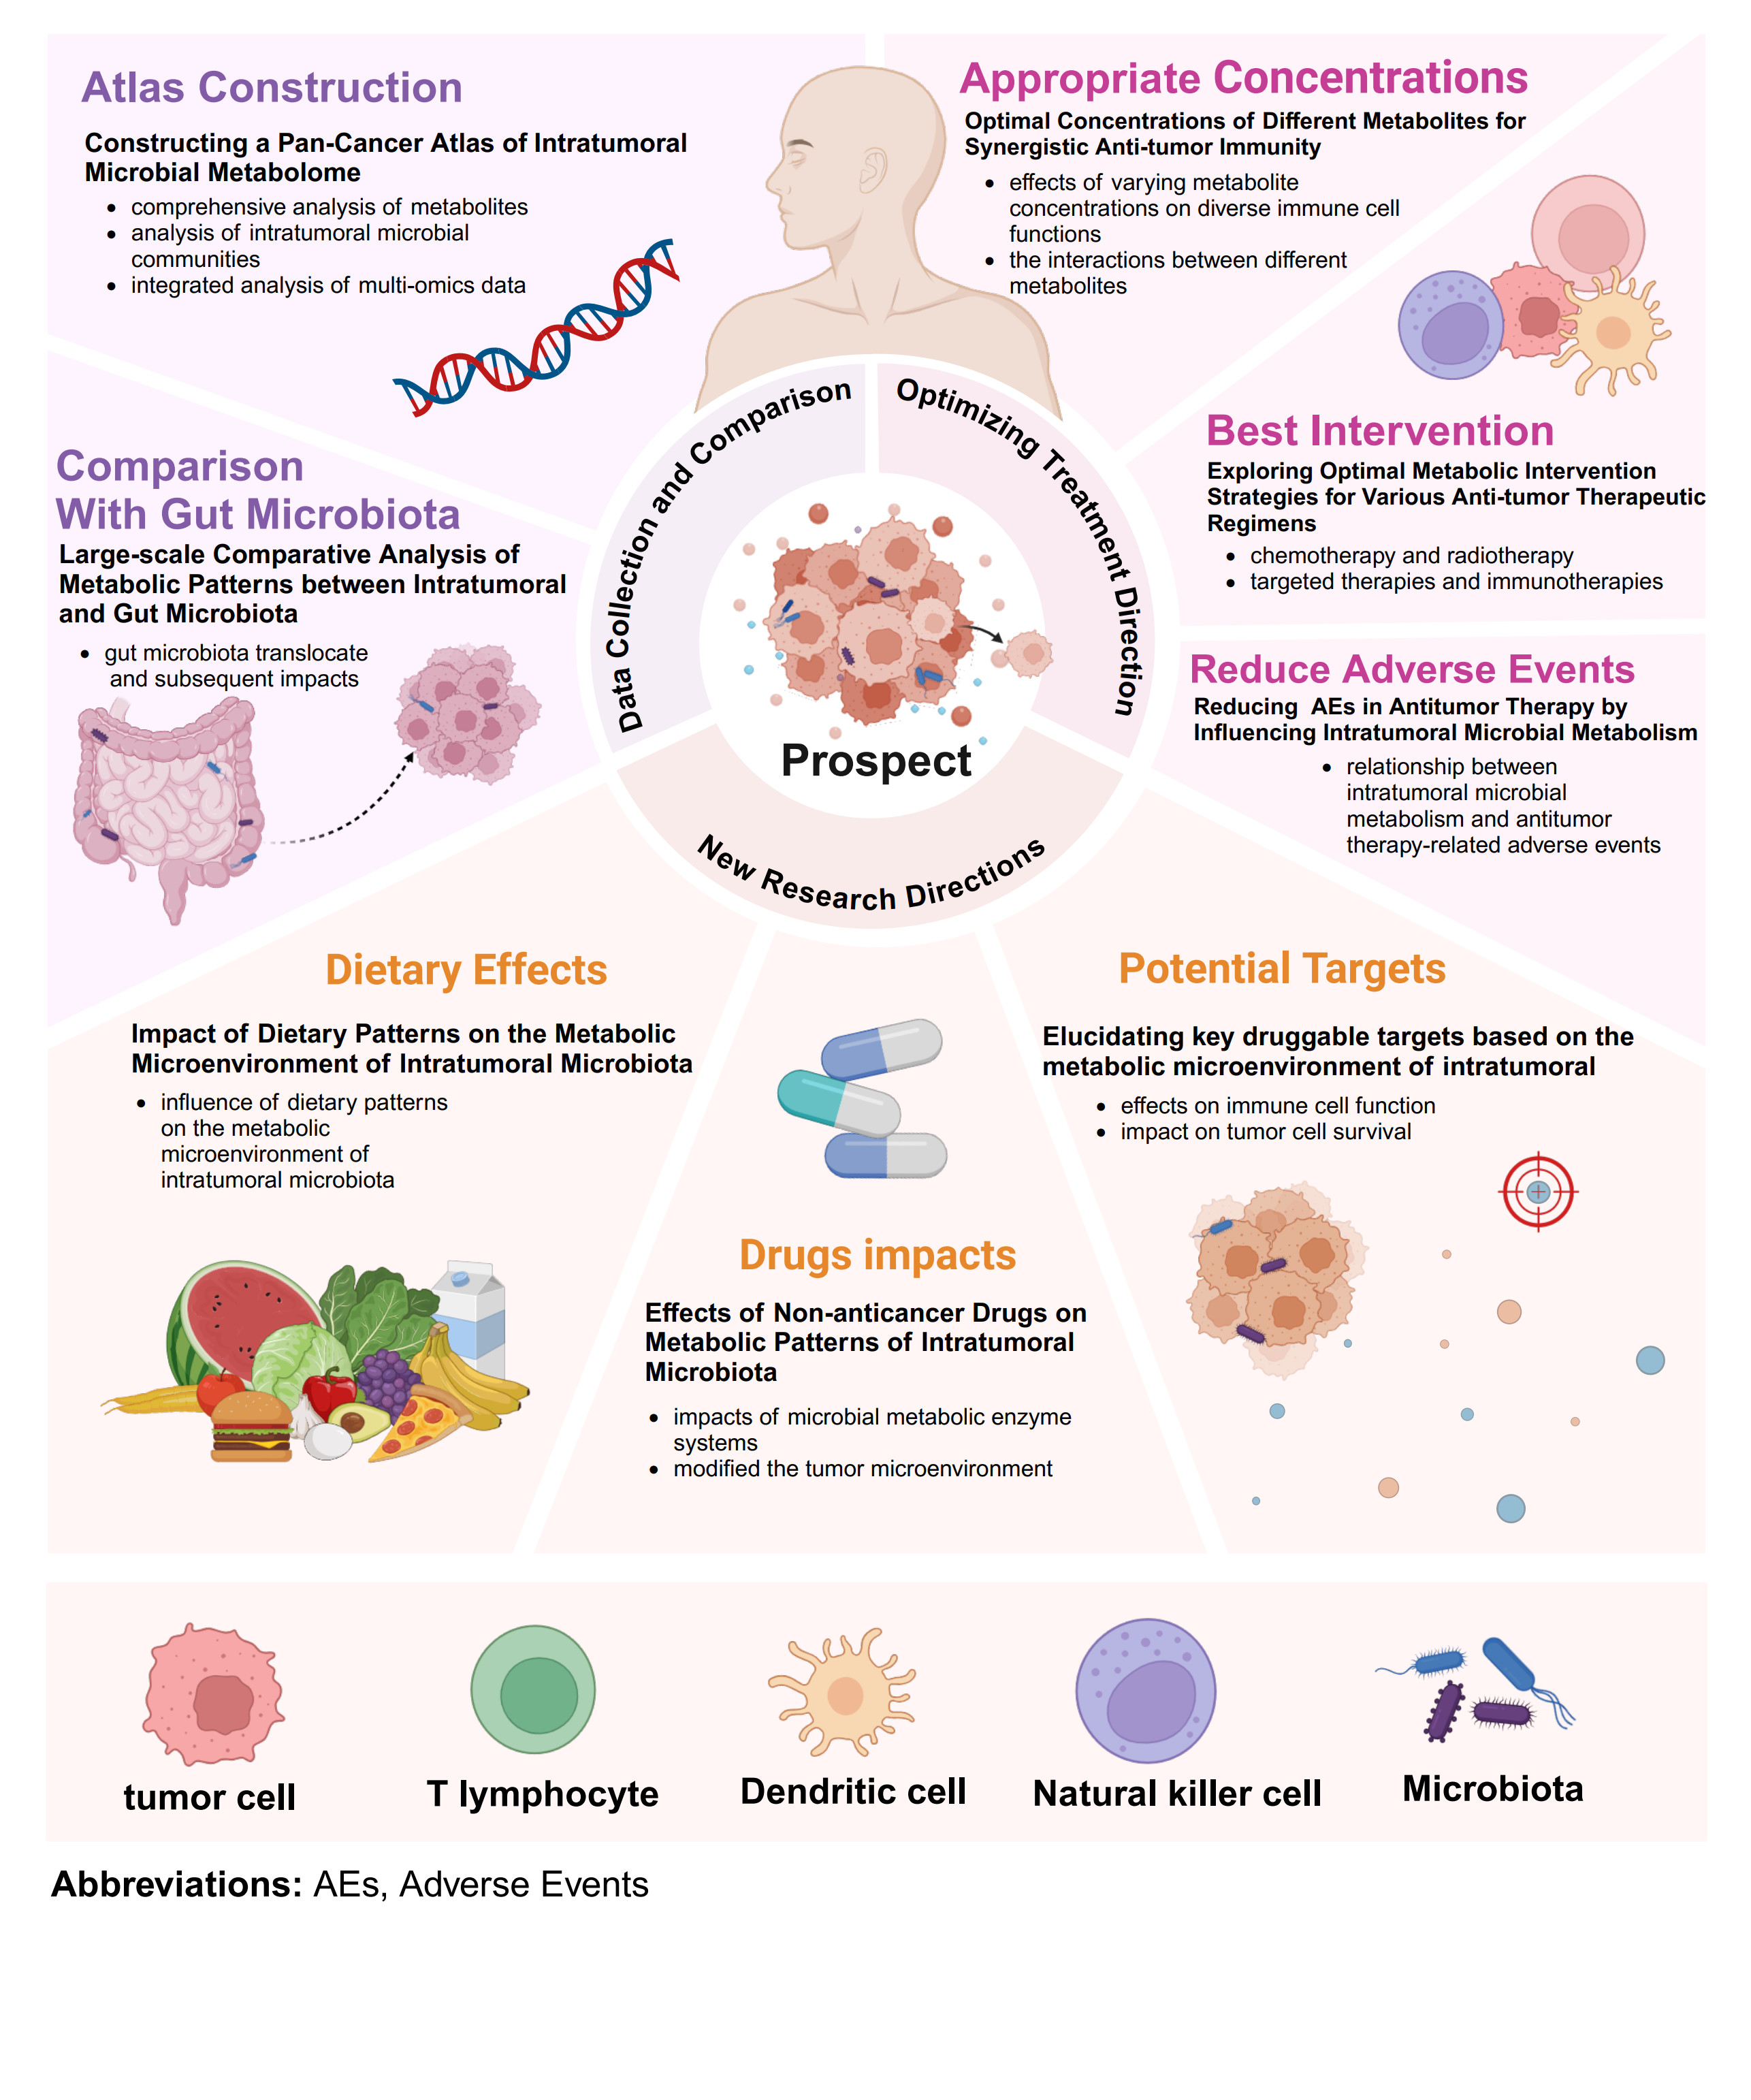 Atlas Construction
Constructing a Pan-Cancer Atlas of Intratumoral
Microbial Metabolome
• comprehensive analysis of metabolites
• analysis of intratumoral microbial
communities
• integrated analysis of multi-omics data
Appropriate Concentrations
Optimal Concentrations of Different Metabolites for
Synergistic Anti-tumor Immunity
• effects of varying metabolite
concentrations on diverse immune cell
functions
• the interactions between different
metabolites
Comparison
With Gut Microbiota
Large-scale Comparative Analysis of
Metabolic Patterns between Intratumoral
and Gut Microbiota
• gut microbiota translocate
and subsequent impacts
Data Collection and Comparison
Optimizing Treatment Direction
New Research Directions
Prospect
Best Intervention
Exploring Optimal Metabolic Intervention
Strategies for Various Anti-tumor Therapeutic
Regimens
• chemotherapy and radiotherapy
• targeted therapies and immunotherapies
Reduce Adverse Events
Reducing AEs in Antitumor Therapy by
Influencing Intratumoral Microbial Metabolism
• relationship between
intratumoral microbial
metabolism and antitumor
therapy-related adverse events
Dietary Effects
Impact of Dietary Patterns on the Metabolic
Microenvironment of Intratumoral Microbiota
• influence of dietary patterns
on the metabolic
microenvironment of
intratumoral microbiota
Drugs impacts
Effects of Non-anticancer Drugs on
Metabolic Patterns of Intratumoral
Microbiota
• impacts of microbial metabolic enzyme
systems
• modified the tumor microenvironment
Potential Targets
Elucidating key druggable targets based on the
metabolic microenvironment of intratumoral
• effects on immune cell function
• impact on tumor cell survival
tumor cell
T lymphocyte
Dendritic cell
Natural killer cell
Microbiota
Abbreviations: AEs, Adverse Events